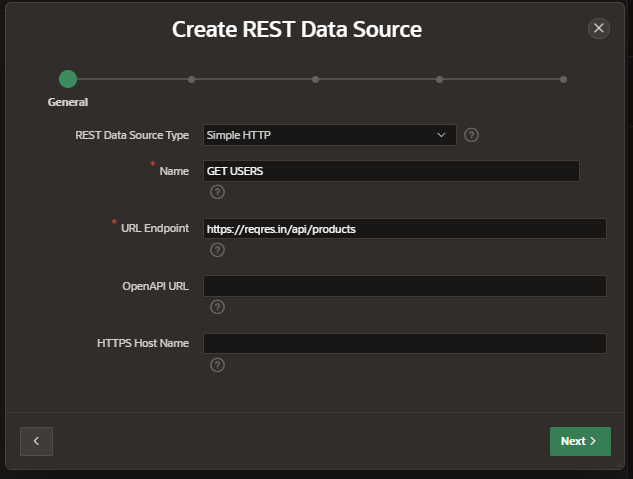 Create REST Data Source
General
REST Data Source Type Simple HTTP
* Name GET USERS
* URL Endpoint https://reqres.in/api/products
OpenAPI URL
HTTPS Host Name
Next